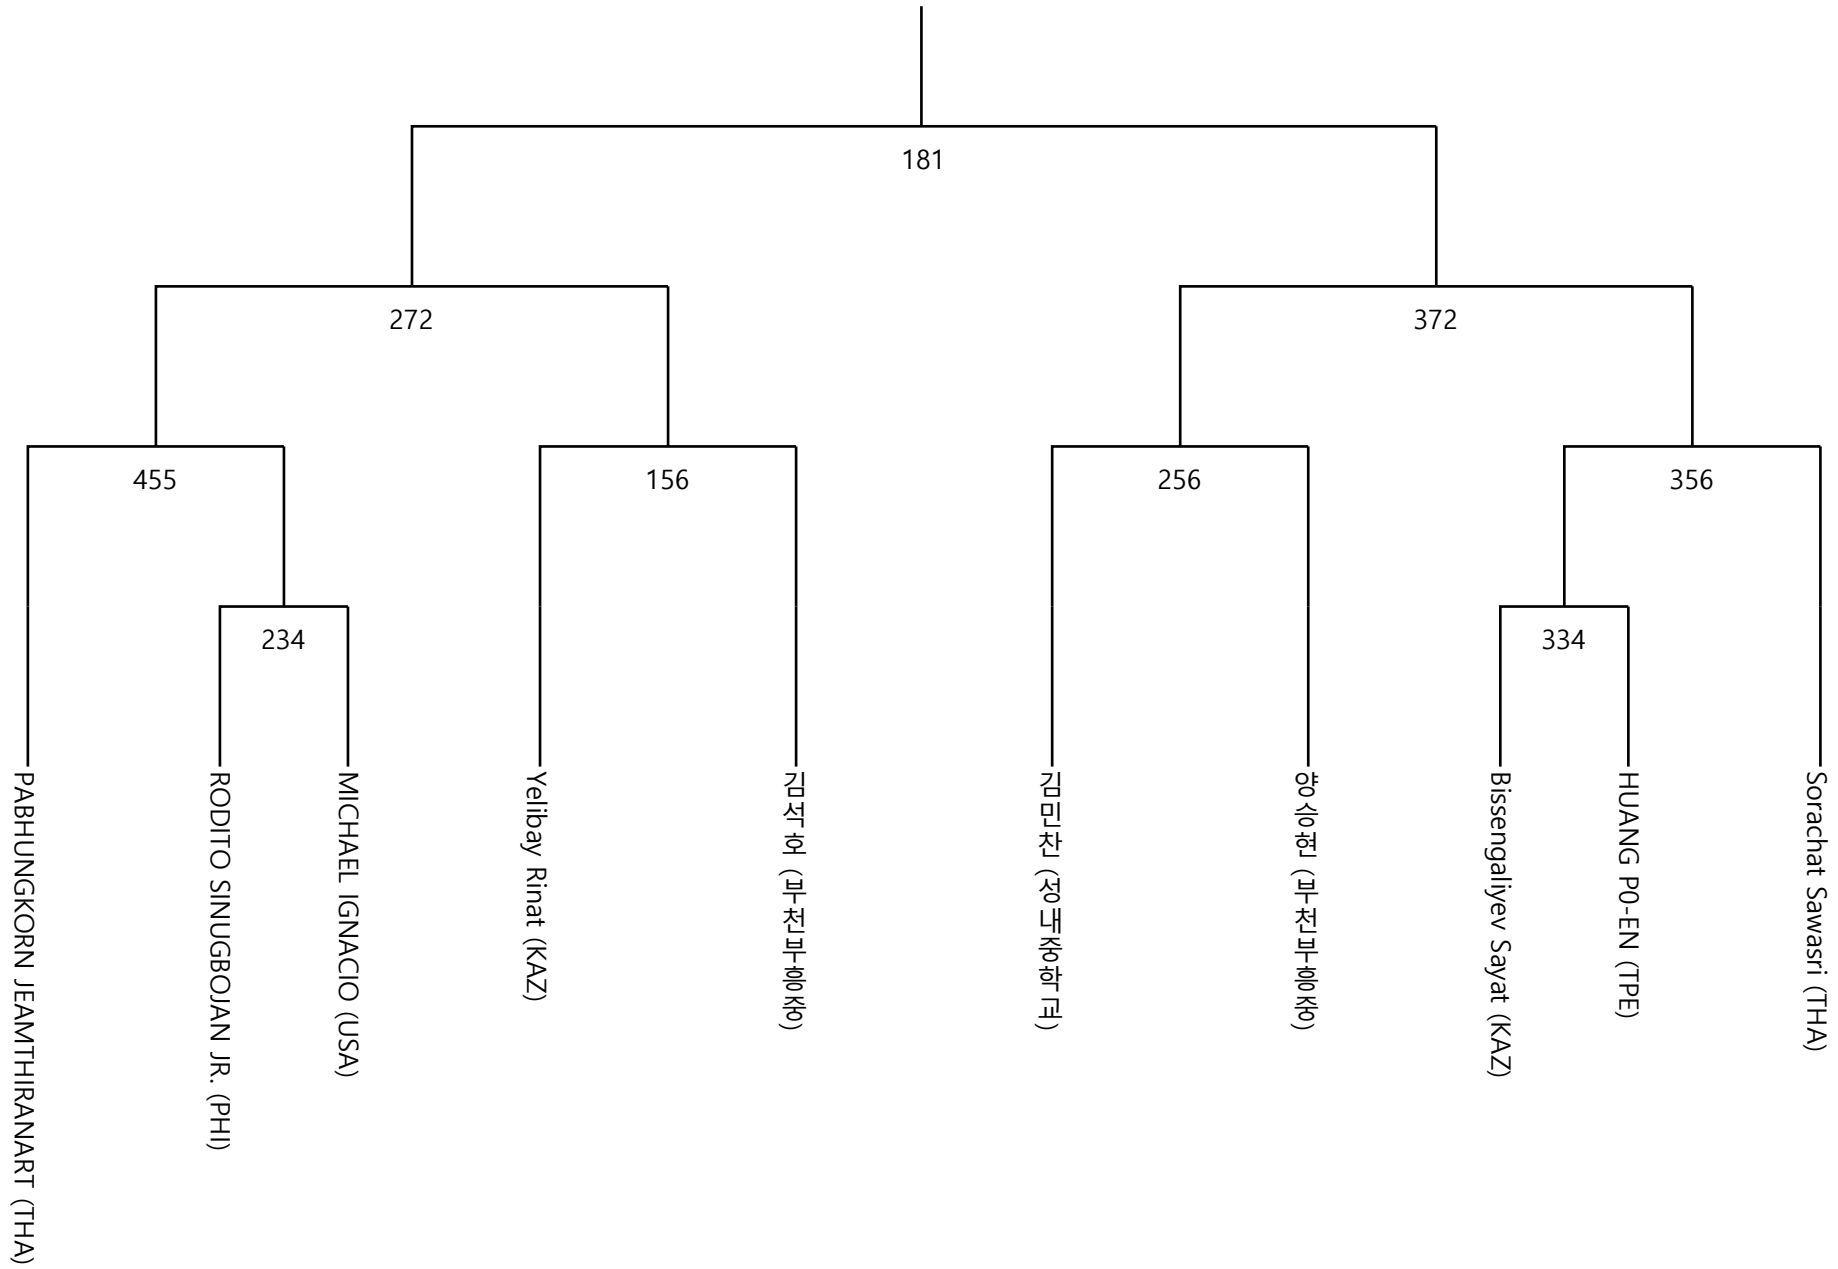 181
272
372
455
156
256
356
234
334
PABHUNGKORN JEAMTHIRANART (THA)
RODITO SINUGBOJAN JR. (PHI)
MICHAEL IGNACIO (USA)
Yelibay Rinat (KAZ)
김석호 (부천부흥중)
김민찬 (성내중학교)
양승현 (부천부흥중)
Bissengaliyev Sayat (KAZ)
HUANG P0-EN (TPE)
Sorachat Sawasri (THA)